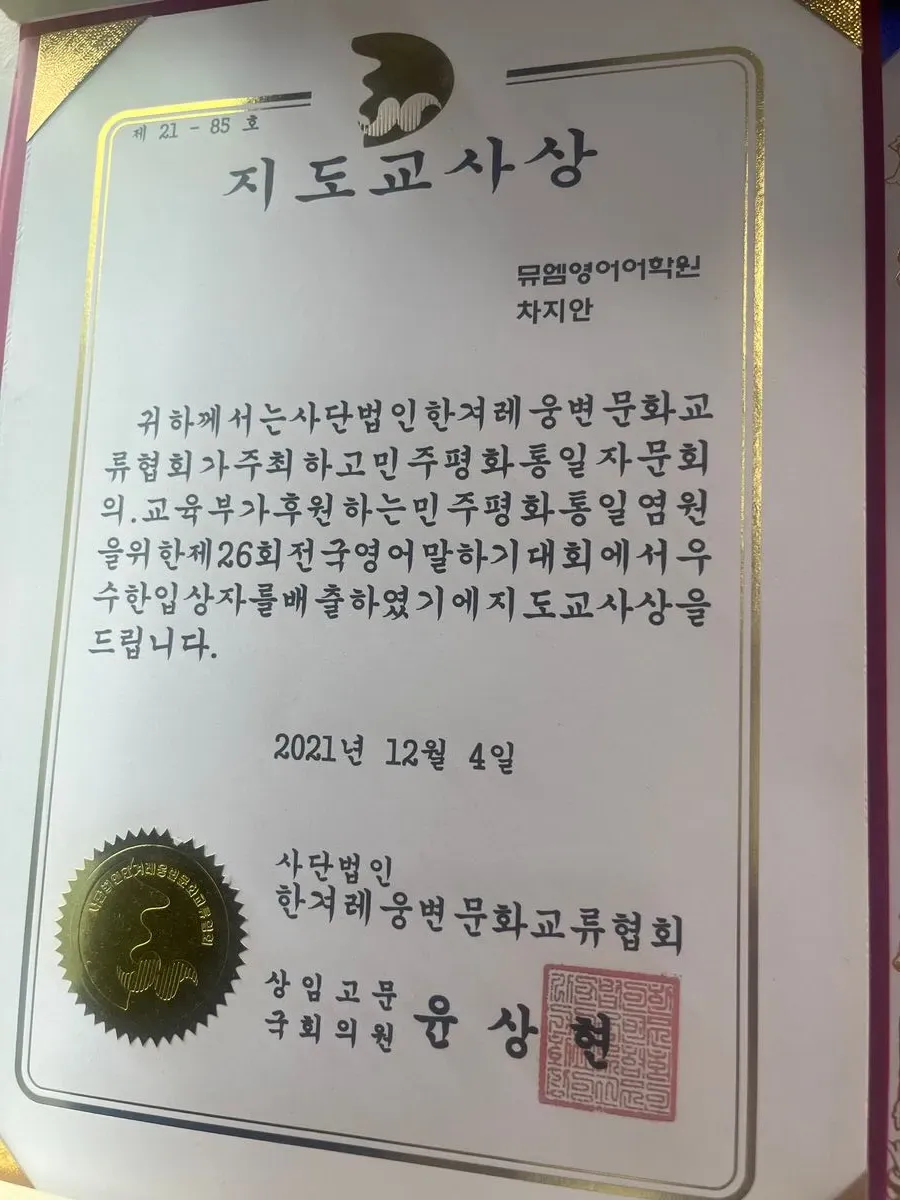 제 21 - 85 호
지도교사상
뮤엠영어어학원
차지안
귀하께서는사단법인한겨레웅변문화교
류협회가주최하고민주평화통일자문회
의.교육부가후원하는민주평화통일염원
을위한제26회전국영어말하기대회에서우
수한입상자를배출하였기에지도교사상을
드립니다.
2021년 12월 4일
사단법인
한겨레웅변문화교류협회
상임고문
국회의원 윤상현